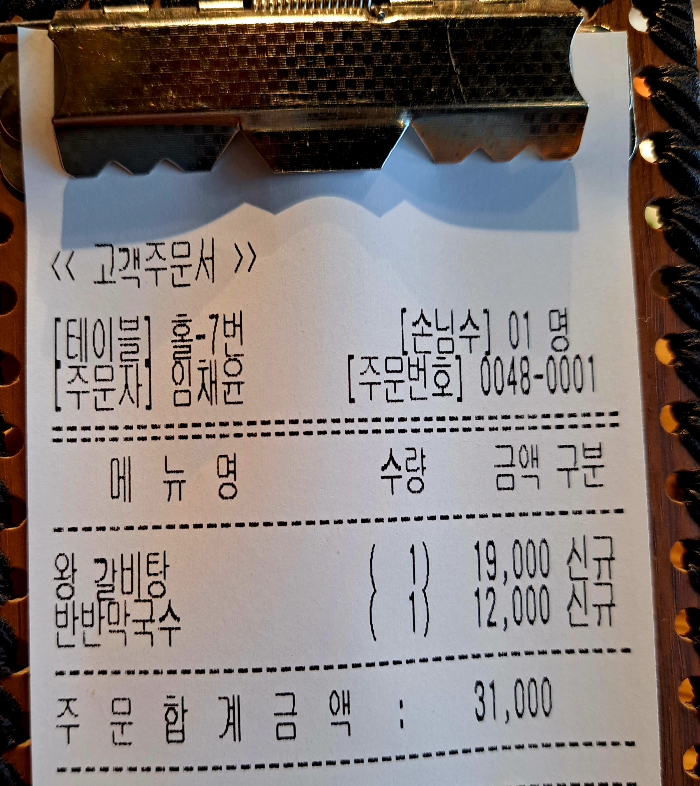 << 고객주문서 >>
[테이블] 홀-7번 [손님수] 01 명
[주문자] 임채윤 [주문번호] 0048-0001
메 뉴 명 수량 금액 구분
왕 갈비탕 ( 1) 19,000 신규
반반막국수 ( 1) 12,000 신규
주 문 합 계 금 액 : 31,000